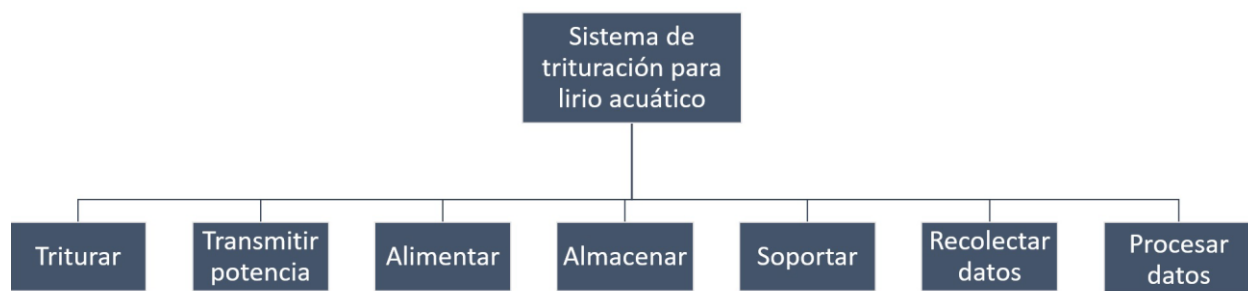 Sistema de
trituración para
lirio acuático
Triturar
Transmitir
potencia
Alimentar
Almacenar
Soportar
Recolectar
datos
Procesar
datos